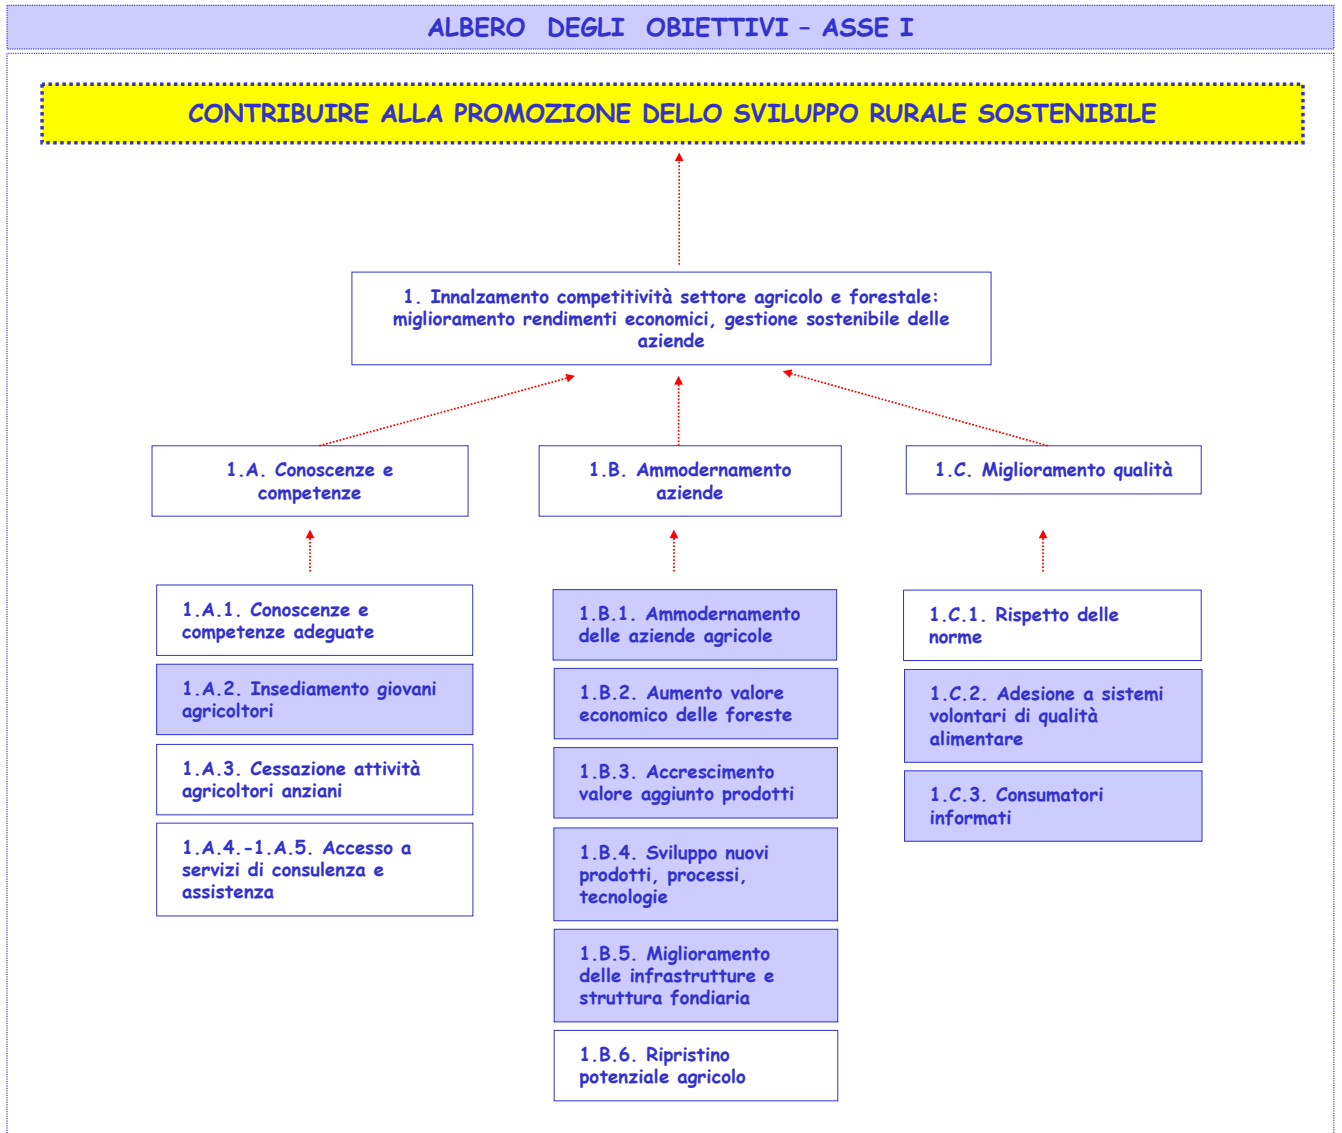 ALBERO DEGLI OBIETTIVI – ASSE I
CONTRIBUIRE ALLA PROMOZIONE DELLO SVILUPPO RURALE SOSTENIBILE
1. Innalzamento competitività settore agricolo e forestale:
miglioramento rendimenti economici, gestione sostenibile delle
aziende
1.A. Conoscenze e
competenze
1.B. Ammodernamento
aziende
1.C. Miglioramento qualità
1.A.1. Conoscenze e
competenze adeguate
1.A.2. Insediamento giovani
agricoltori
1.A.3. Cessazione attività
agricoltori anziani
1.A.4.-1.A.5. Accesso a
servizi di consulenza e
assistenza
1.B.1. Ammodernamento
delle aziende agricole
1.B.2. Aumento valore
economico delle foreste
1.B.3. Accrescimento
valore aggiunto prodotti
1.B.4. Sviluppo nuovi
prodotti, processi,
tecnologie
1.B.5. Miglioramento
delle infrastrutture e
struttura fondiaria
1.B.6. Ripristino
potenziale agricolo
1.C.1. Rispetto delle
norme
1.C.2. Adesione a sistemi
volontari di qualità
alimentare
1.C.3. Consumatori
informati